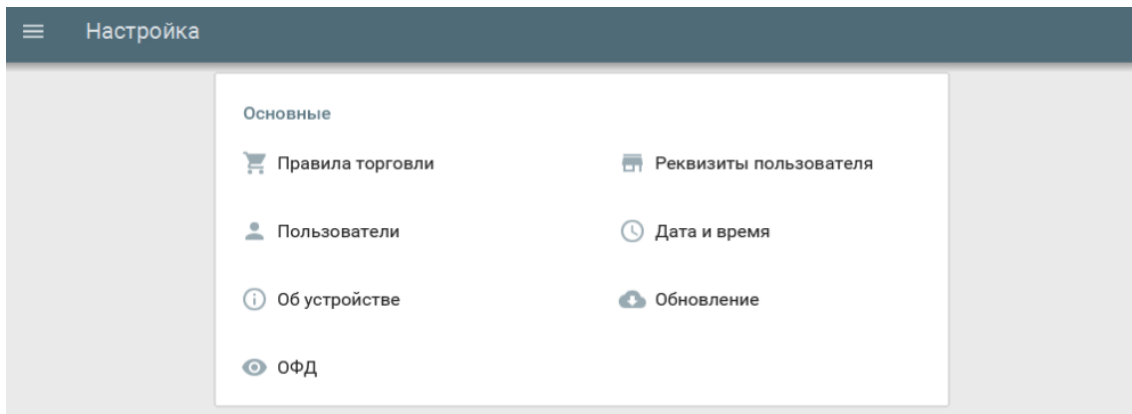 Настройка
Основные
Правила торговли
Реквизиты пользователя
Пользователи
Дата и время
Об устройстве
Обновление
ОФД